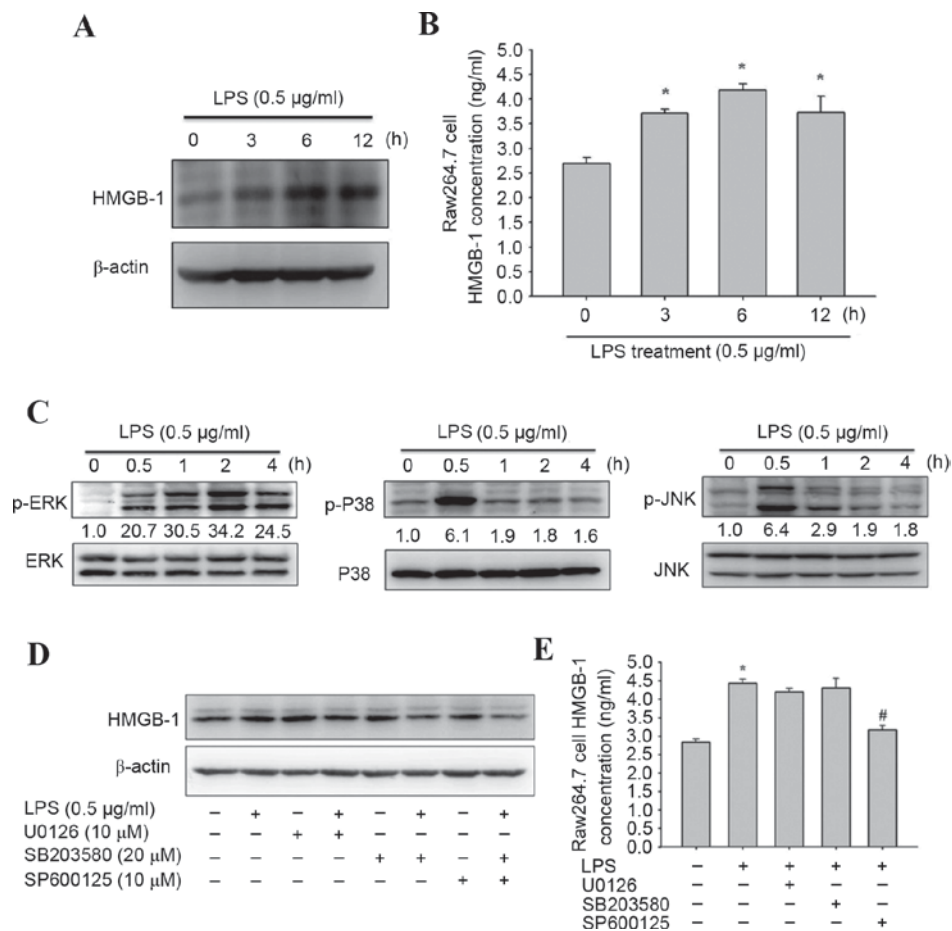 A
LPS (0.5 µg/ml)
0 3 6 12 (h)
HMGB-1
β-actin
B
Raw264.7 cell
HMGB-1 concentration (ng/ml)
5.0
4.5
4.0
3.5
3.0
2.5
2.0
1.5
1.0
0.5
0.0
* * *
0 3 6 12 (h)
LPS treatment (0.5 µg/ml)
C
LPS (0.5 µg/ml)
0 0.5 1 2 4 (h)
p-ERK
1.0 20.7 30.5 34.2 24.5
ERK
LPS (0.5 µg/ml)
0 0.5 1 2 4 (h)
p-P38
1.0 6.1 1.9 1.8 1.6
P38
LPS (0.5 µg/ml)
0 0.5 1 2 4 (h)
p-JNK
1.0 6.4 2.9 1.9 1.8
JNK
D
HMGB-1
β-actin
LPS (0.5 µg/ml) − + − + − + − +
U0126 (10 µM) − − + + − − − −
SB203580 (20 µM) − − − − + + − +
SP600125 (10 µM) − − − − − − + +
E
Raw264.7 cell HMGB-1
concentration (ng/ml)
5.0
4.5
4.0
3.5
3.0
2.5
2.0
1.5
1.0
0.5
0.0
* #
LPS − + + + +
U0126 − − + − −
SB203580 − − − + −
SP600125 − − − − +